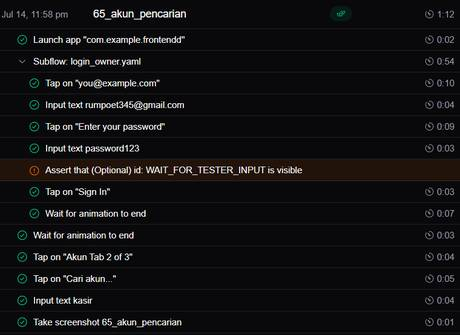 Jul 14, 11:58 pm 65_akun_pencarian 1:12
Launch app "com.example.frontendd" 0:02
Subflow: login_owner.yaml 0:54
Tap on "you@example.com" 0:10
Input text rumpoet345@gmail.com 0:04
Tap on "Enter your password" 0:09
Input text password123 0:03
Assert that (Optional) id: WAIT_FOR_TESTER_INPUT is visible
Tap on "Sign In" 0:03
Wait for animation to end 0:07
Wait for animation to end 0:03
Tap on "Akun Tab 2 of 3" 0:04
Tap on "Cari akun..." 0:05
Input text kasir 0:04
Take screenshot 65_akun_pencarian 0:01